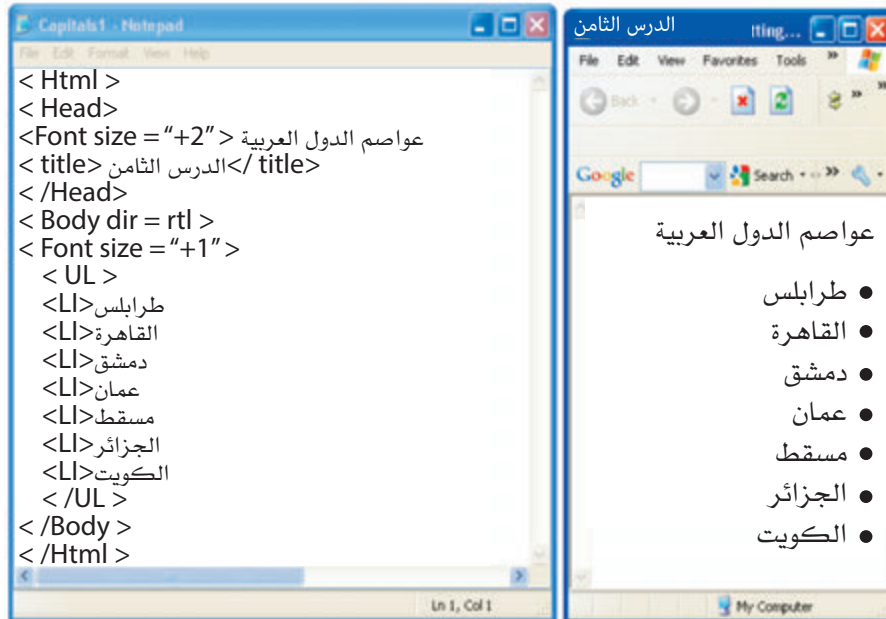 Capitals1 - Notepad
File Edit Format View Help
< Html >
< Head>
<Font size = “+2” > عواصم الدول العربية
< title> الدرس الثامن</ title>
< /Head>
< Body dir = rtl >
< Font size = “+1” >
< UL >
<LI>طرابلس
<LI>القاهرة
<LI>دمشق
<LI>عمان
<LI>مسقط
<LI>الجزائر
<LI>الكويت
< /UL >
< /Body >
< /Html >
Ln 1, Col 1
الدرس الثامن tting...
File Edit View Favorites Tools »
Back
Google Search
عواصم الدول العربية
• طرابلس
• القاهرة
• دمشق
• عمان
• مسقط
• الجزائر
• الكويت
My Computer